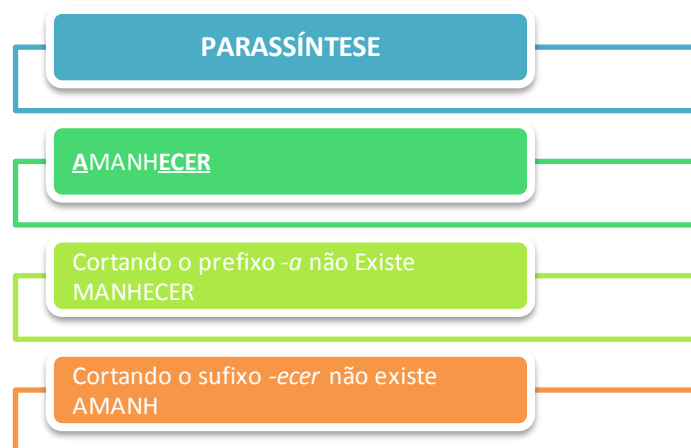 PARASSÍNTESE
AMANHECER
Cortando o prefixo -a não Existe
MANHECER
Cortando o sufixo -ecer não existe
AMANH